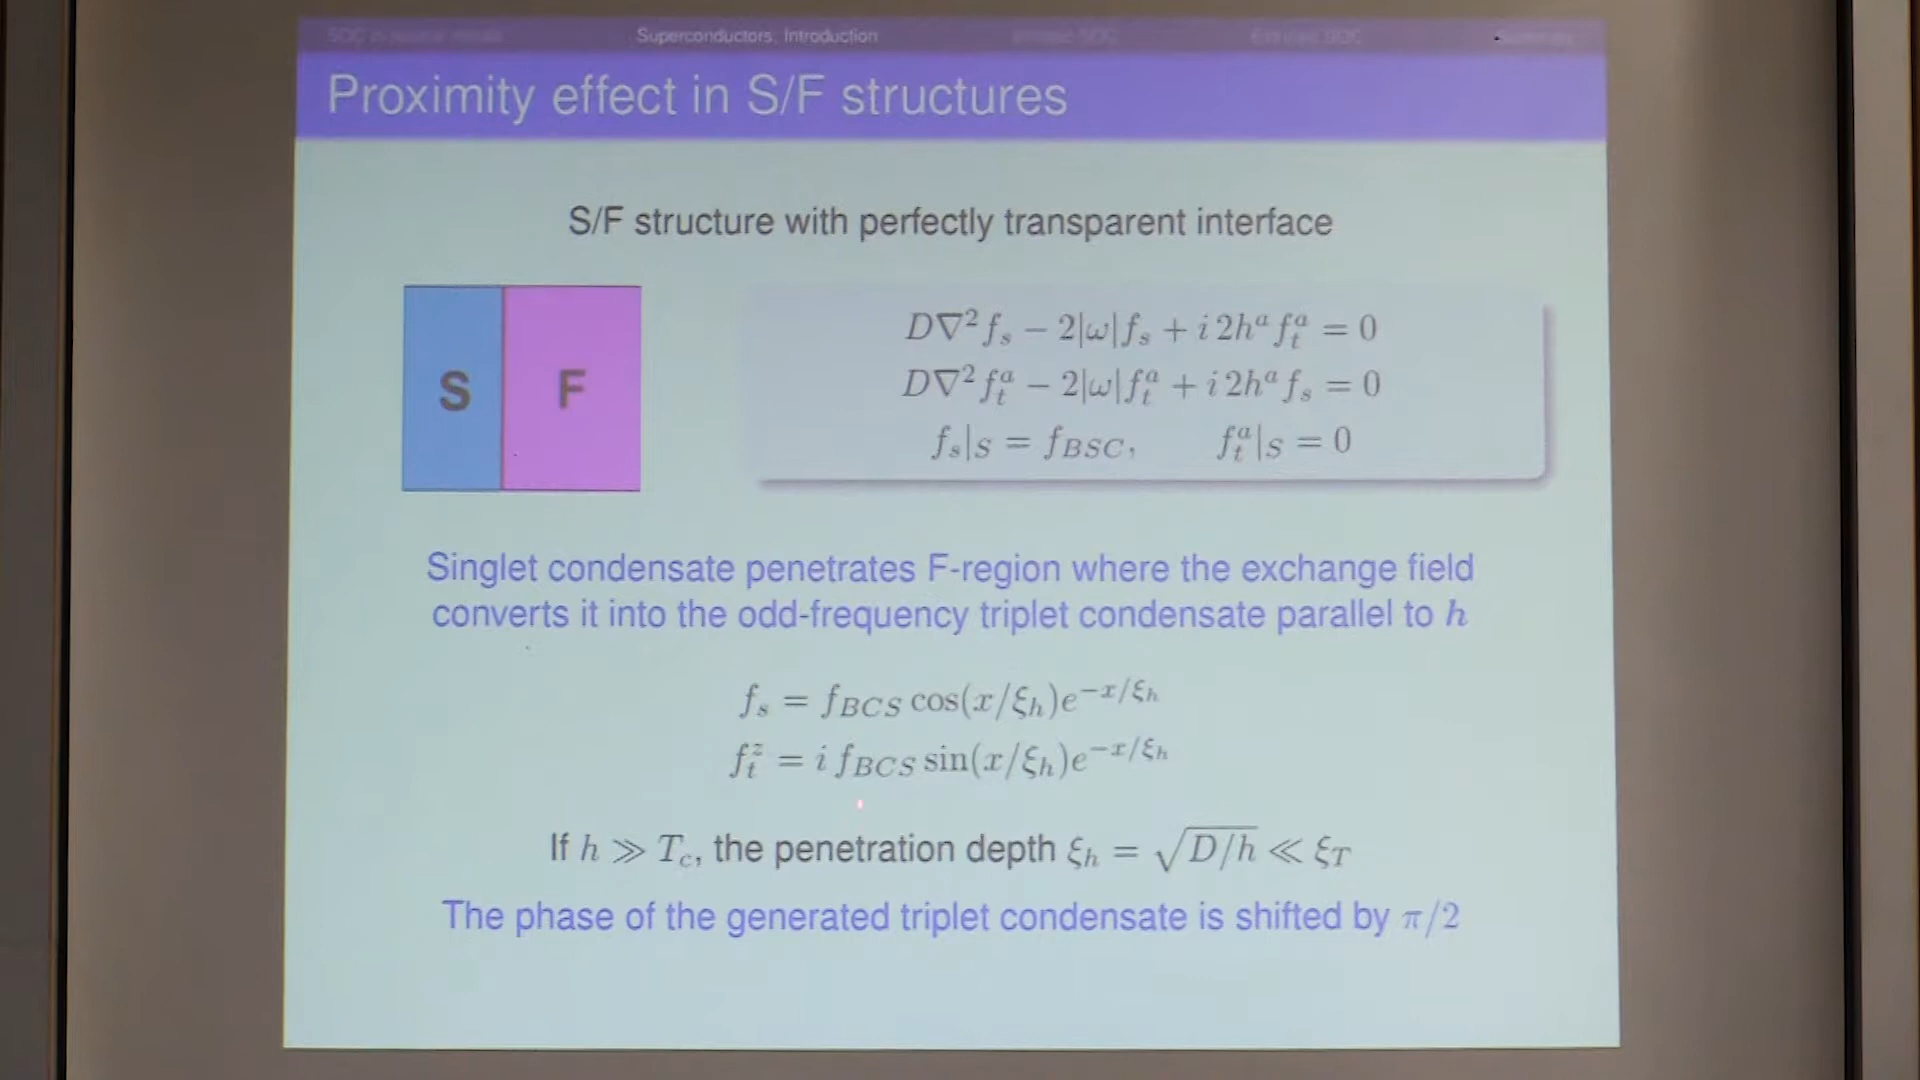 Superconductors: Introduction
Proximity effect in S/F structures
S/F structure with perfectly transparent interface
S F
D∇²f_s − 2|ω|f_s + i 2h^a f_t^a = 0
D∇²f_t^a − 2|ω|f_t^a + i 2h^a f_s = 0
f_s|_S = f_BSC, f_t^a|_S = 0
Singlet condensate penetrates F-region where the exchange field
converts it into the odd-frequency triplet condensate parallel to h
f_s = f_BCS cos(x/ξ_h)e^{−x/ξ_h}
f_t^z = i f_BCS sin(x/ξ_h)e^{−x/ξ_h}
If h ≫ T_c, the penetration depth ξ_h = √(D/h) ≪ ξ_T
The phase of the generated triplet condensate is shifted by π/2